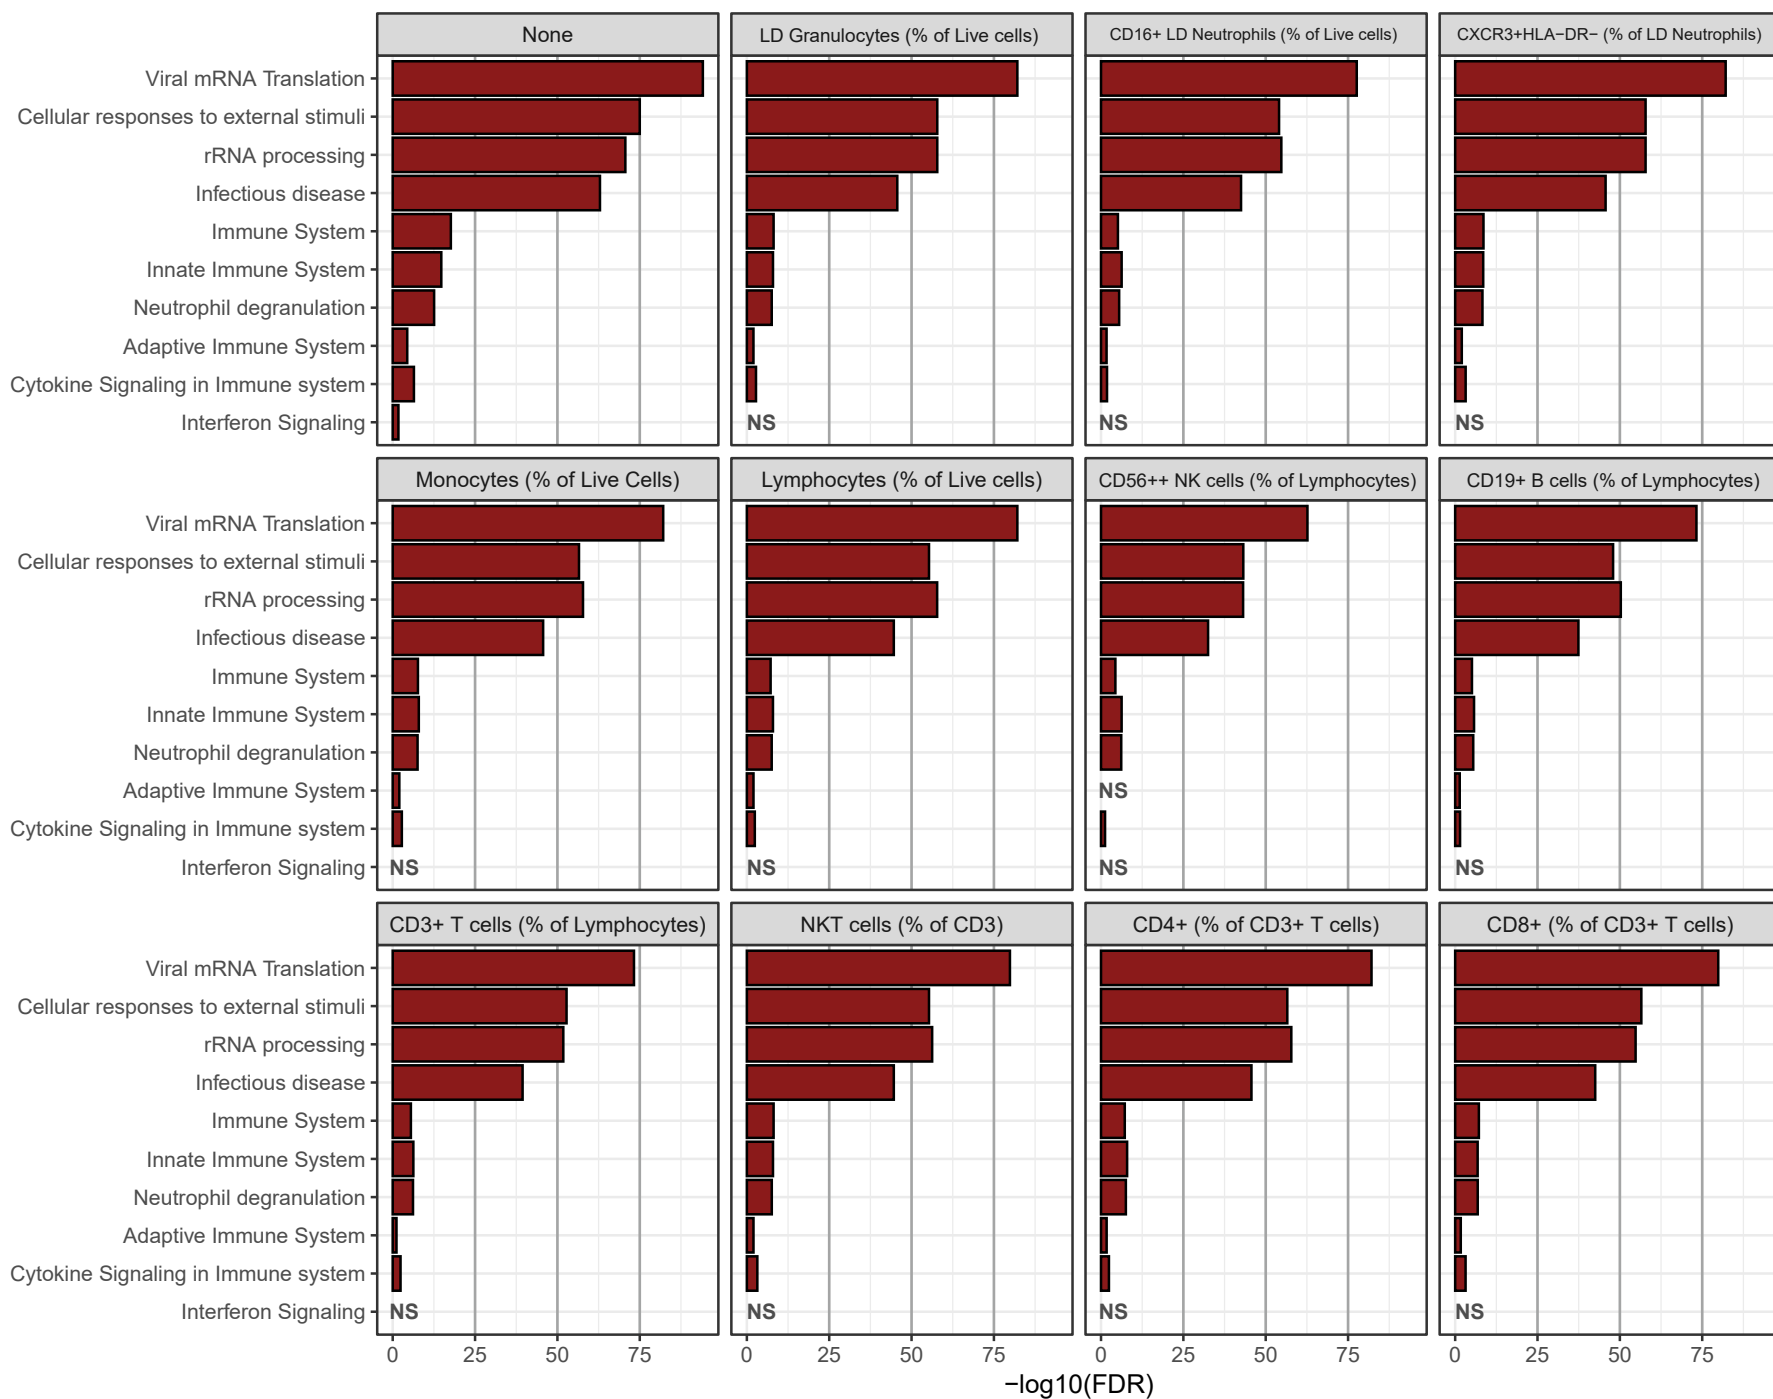 None
LD Granulocytes (% of Live cells)
CD16+ LD Neutrophils (% of Live cells)
CXCR3+HLA−DR− (% of LD Neutrophils)
Viral mRNA Translation
Cellular responses to external stimuli
rRNA processing
Infectious disease
Immune System
Innate Immune System
Neutrophil degranulation
Adaptive Immune System
Cytokine Signaling in Immune system
Interferon Signaling
NS
NS
NS
Monocytes (% of Live Cells)
Lymphocytes (% of Live cells)
CD56++ NK cells (% of Lymphocytes)
CD19+ B cells (% of Lymphocytes)
Viral mRNA Translation
Cellular responses to external stimuli
rRNA processing
Infectious disease
Immune System
Innate Immune System
Neutrophil degranulation
Adaptive Immune System
NS
Cytokine Signaling in Immune system
Interferon Signaling
NS
NS
NS
NS
CD3+ T cells (% of Lymphocytes)
NKT cells (% of CD3)
CD4+ (% of CD3+ T cells)
CD8+ (% of CD3+ T cells)
Viral mRNA Translation
Cellular responses to external stimuli
rRNA processing
Infectious disease
Immune System
Innate Immune System
Neutrophil degranulation
Adaptive Immune System
Cytokine Signaling in Immune system
Interferon Signaling
NS
NS
NS
NS
0 25 50 75
0 25 50 75
0 25 50 75
0 25 50 75
−log10(FDR)